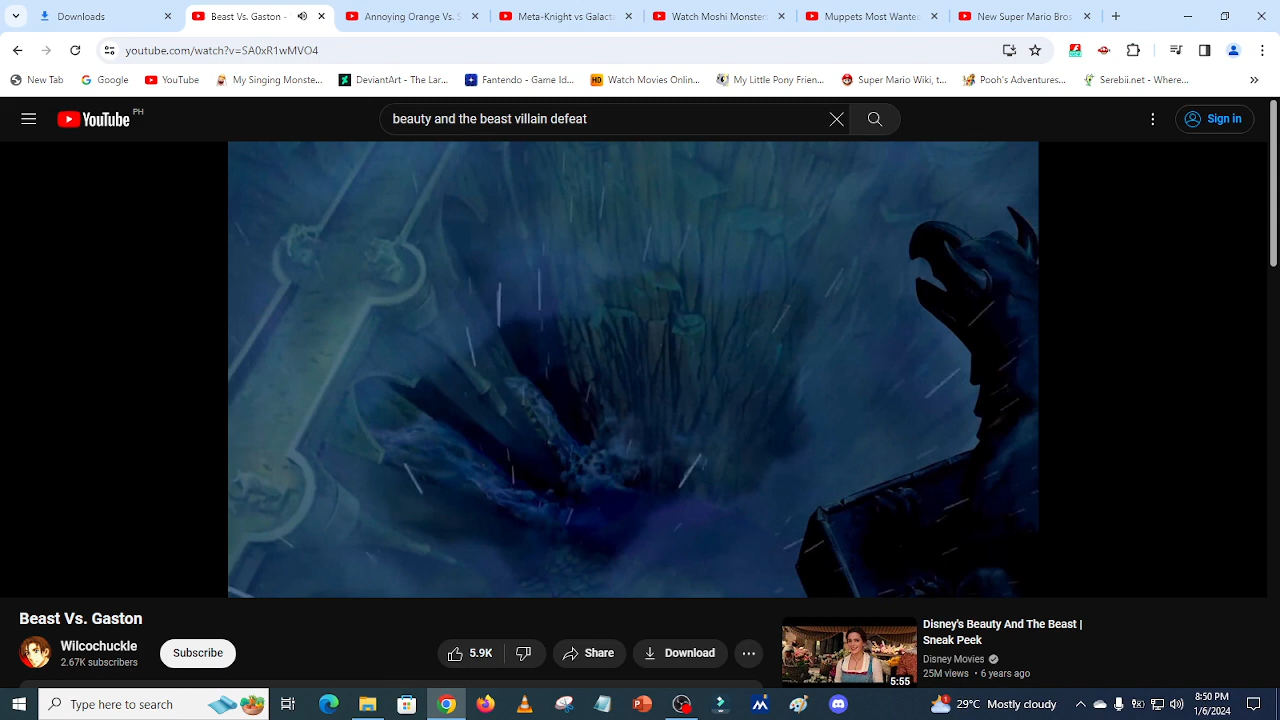 Downloads
Beast Vs. Gaston -
Annoying Orange Vs. S
Meta-Knight vs Galact
Watch Moshi Monsters
Muppets Most Wanted
New Super Mario Bros
youtube.com/watch?v=SA0xR1wMVO4
New Tab
Google
YouTube
My Singing Monste...
DeviantArt - The Lar...
Fantendo - Game Id...
HD
Watch Movies Onlin...
My Little Pony Frien...
Super Mario Wiki, t...
Pooh's Adventures...
Serebii.net - Where...
YouTube PH
beauty and the beast villain defeat
Sign in
Beast Vs. Gaston
Wilcochuckle
2.67K subscribers
Subscribe
5.9K
Share
Download
Disney's Beauty And The Beast |
Sneak Peek
Disney Movies
25M views • 6 years ago
5:55
Type here to search
29°C Mostly cloudy
8:50 PM
1/6/2024